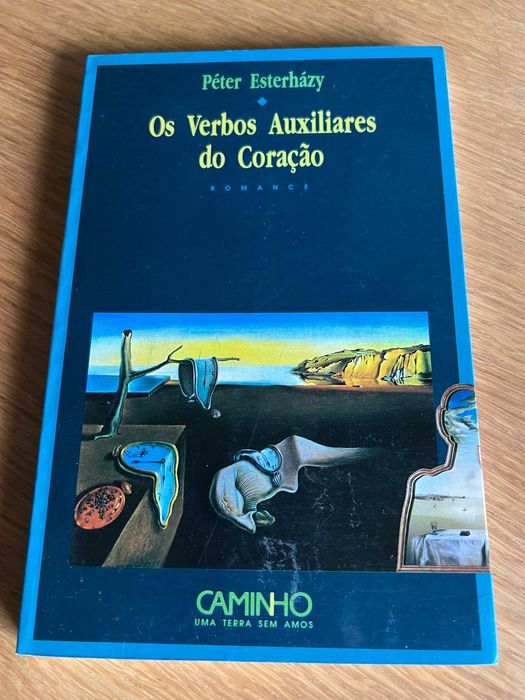 Péter Esterházy
Os Verbos Auxiliares
do Coração
ROMANCE
CAMINHO
UMA TERRA SEM AMOS